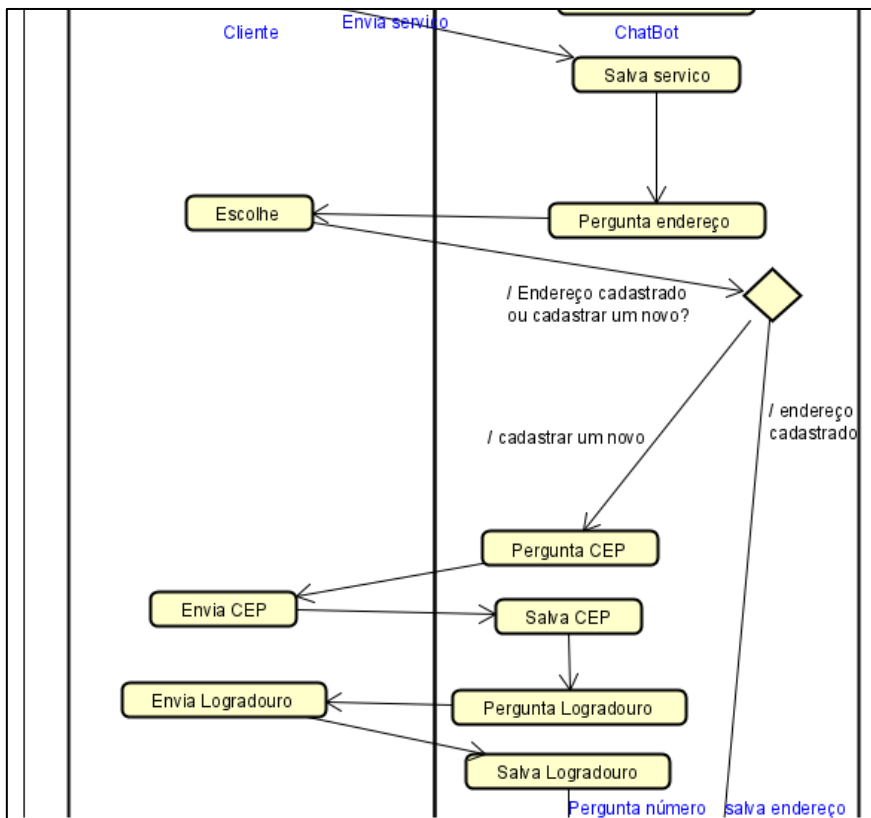 Envia serviço
Cliente
ChatBot
Salva servico
Escolhe
Pergunta endereço
/ Endereço cadastrado
ou cadastrar um novo?
/ endereço
cadastrado
/ cadastrar um novo
Pergunta CEP
Envia CEP
Salva CEP
Envia Logradouro
Pergunta Logradouro
Salva Logradouro
Pergunta número
salva endereço